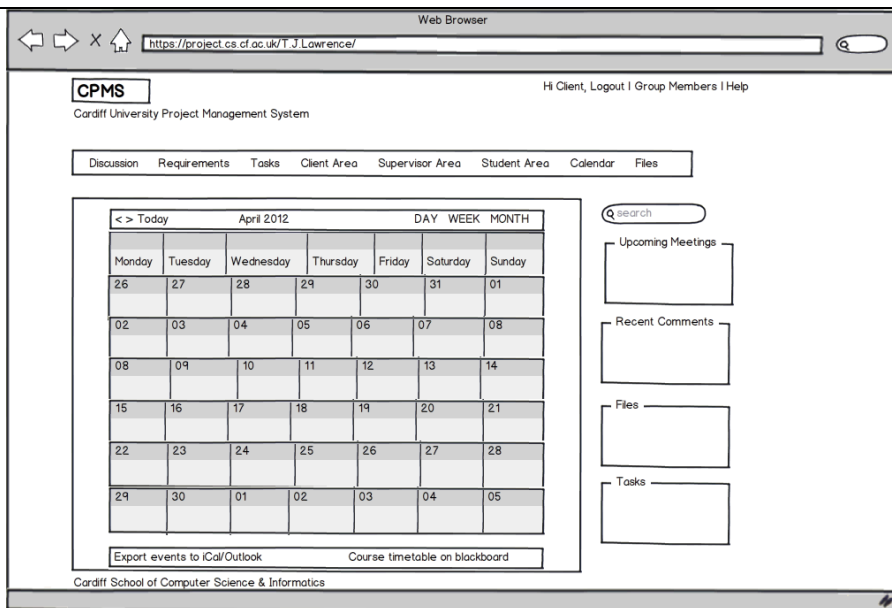 Web Browser
https://project.cs.cf.ac.uk/T.J.Lawrence/
CPMS
Hi Client, Logout I Group Members I Help
Cardiff University Project Management System
Discussion Requirements Tasks Client Area Supervisor Area Student Area Calendar Files
< > Today April 2012 DAY WEEK MONTH
Monday Tuesday Wednesday Thursday Friday Saturday Sunday
26 27 28 29 30 31 01
02 03 04 05 06 07 08
08 09 10 11 12 13 14
15 16 17 18 19 20 21
22 23 24 25 26 27 28
29 30 01 02 03 04 05
Export events to iCal/Outlook Course timetable on blackboard
search
Upcoming Meetings
Recent Comments
Files
Tasks
Cardiff School of Computer Science & Informatics